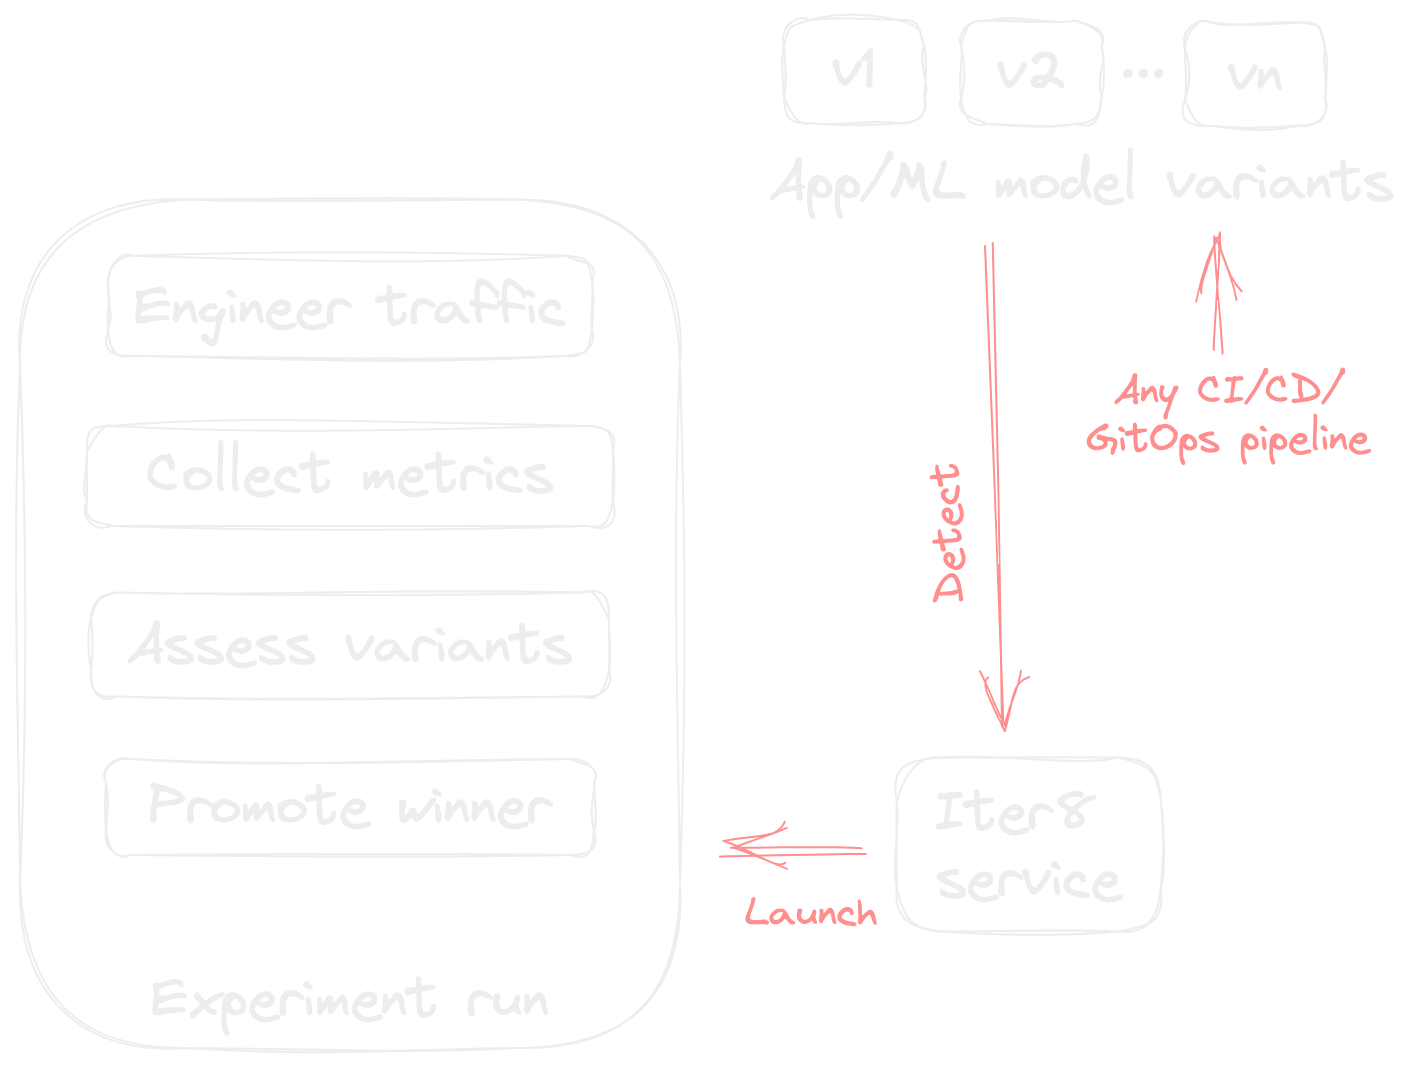 v1
v2
...
vn
App/ML model variants
Engineer traffic
Collect metrics
Assess variants
Promote winner
Experiment run
Any CI/CD/
GitOps pipeline
Detect
Iter8
service
Launch